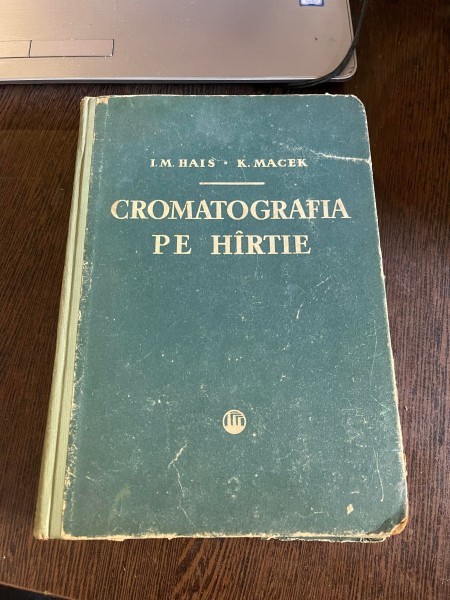 I.M. HAIS • K. MACEK
CROMATOGRAFIA
PE HÎRTIE